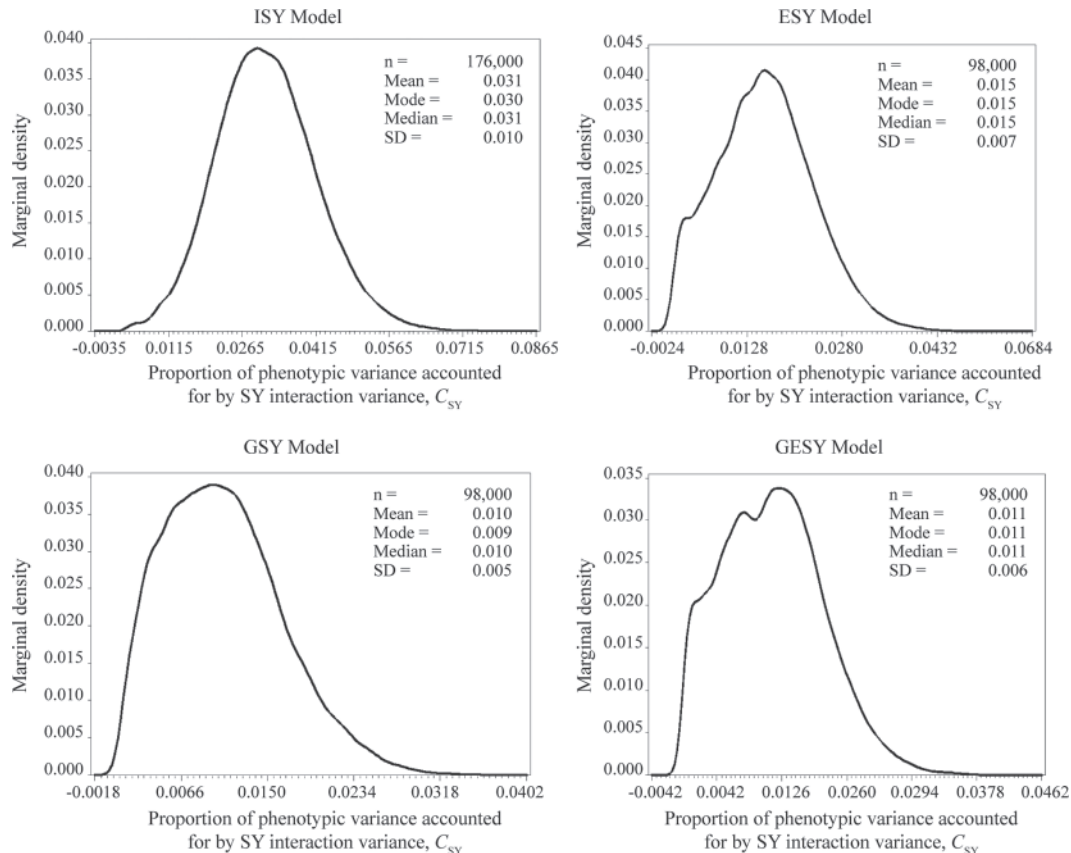 ISY Model
0.040
0.035
0.030
0.025
0.020
0.015
0.010
0.005
0.000
Marginal density
n = 176,000
Mean = 0.031
Mode = 0.030
Median = 0.031
SD = 0.010
-0.0035 0.0115 0.0265 0.0415 0.0565 0.0715 0.0865
Proportion of phenotypic variance accounted
for by SY interaction variance, C_SY
ESY Model
0.045
0.040
0.035
0.030
0.025
0.020
0.015
0.010
0.005
0.000
Marginal density
n = 98,000
Mean = 0.015
Mode = 0.015
Median = 0.015
SD = 0.007
-0.0024 0.0128 0.0280 0.0432 0.0684
Proportion of phenotypic variance accounted
for by SY interaction variance, C_SY
GSY Model
0.040
0.035
0.030
0.025
0.020
0.015
0.010
0.005
0.000
Marginal density
n = 98,000
Mean = 0.010
Mode = 0.009
Median = 0.010
SD = 0.005
-0.0018 0.0066 0.0150 0.0234 0.0318 0.0402
Proportion of phenotypic variance accounted
for by SY interaction variance, C_SY
GESY Model
0.035
0.030
0.025
0.020
0.015
0.010
0.005
0.000
Marginal density
n = 98,000
Mean = 0.011
Mode = 0.011
Median = 0.011
SD = 0.006
-0.0042 0.0042 0.0126 0.0260 0.0294 0.0378 0.0462
Proportion of phenotypic variance accounted
for by SY interaction variance, C_SY